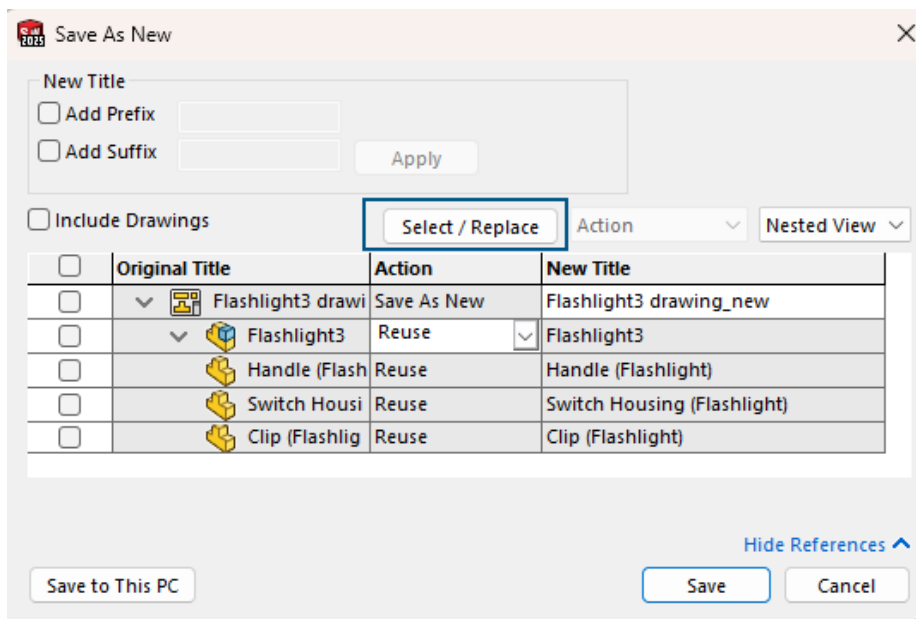 SW 2025 Save As New
New Title
Add Prefix
Add Suffix Apply
Include Drawings Select / Replace Action Nested View
Original Title Action New Title
Flashlight3 drawi Save As New Flashlight3 drawing_new
Flashlight3 Reuse Flashlight3
Handle (Flash Reuse Handle (Flashlight)
Switch Housi Reuse Switch Housing (Flashlight)
Clip (Flashlig Reuse Clip (Flashlight)
Hide References
Save to This PC Save Cancel